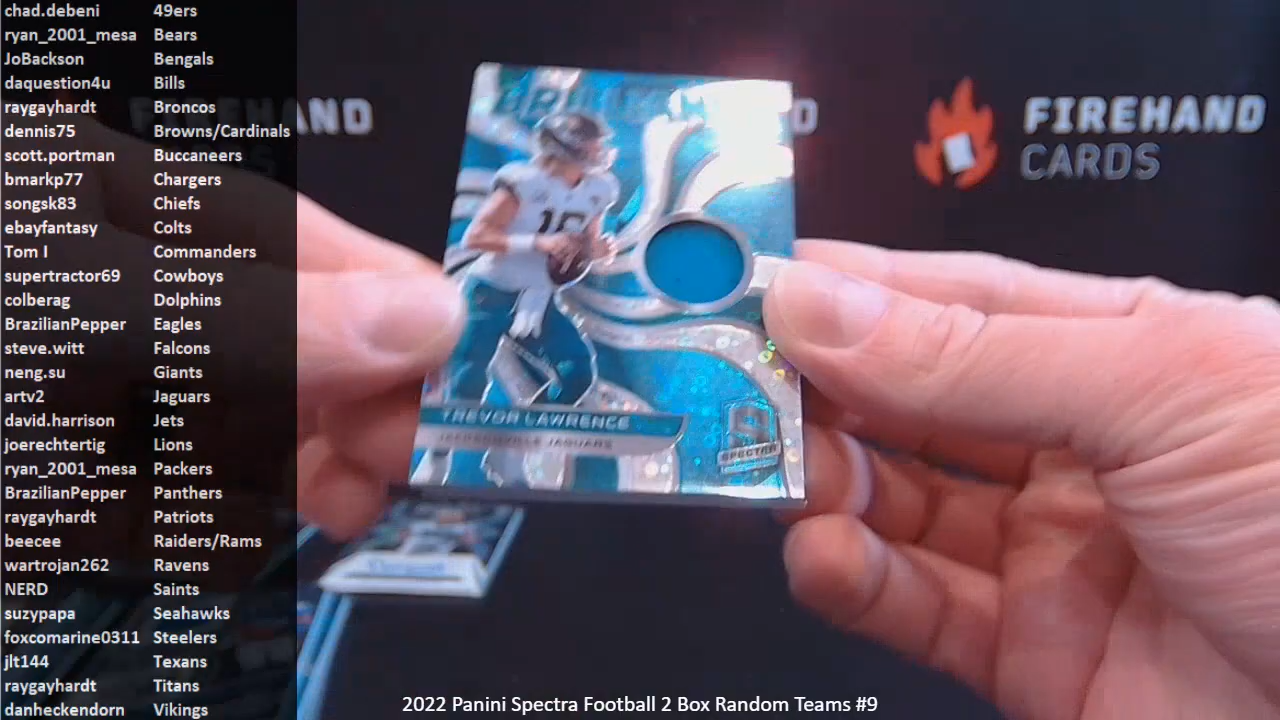 chad.debeni 49ers
ryan_2001_mesa Bears
JoBackson Bengals
daquestion4u Bills
raygayhardt Broncos
dennis75 Browns/Cardinals
scott.portman Buccaneers
bmarkp77 Chargers
songsk83 Chiefs
ebayfantasy Colts
Tom I Commanders
supertractor69 Cowboys
colberag Dolphins
BrazilianPepper Eagles
steve.witt Falcons
neng.su Giants
artv2 Jaguars
david.harrison Jets
joerechtertig Lions
ryan_2001_mesa Packers
BrazilianPepper Panthers
raygayhardt Patriots
beecee Raiders/Rams
wartrojan262 Ravens
NERD Saints
suzypapa Seahawks
foxcomarine0311 Steelers
jlt144 Texans
raygayhardt Titans
danheckendorn Vikings
FIREHAND
CARDS
16
TREVOR LAWRENCE
JACKSONVILLE JAGUARS
SPECTRA
2022 Panini Spectra Football 2 Box Random Teams #9